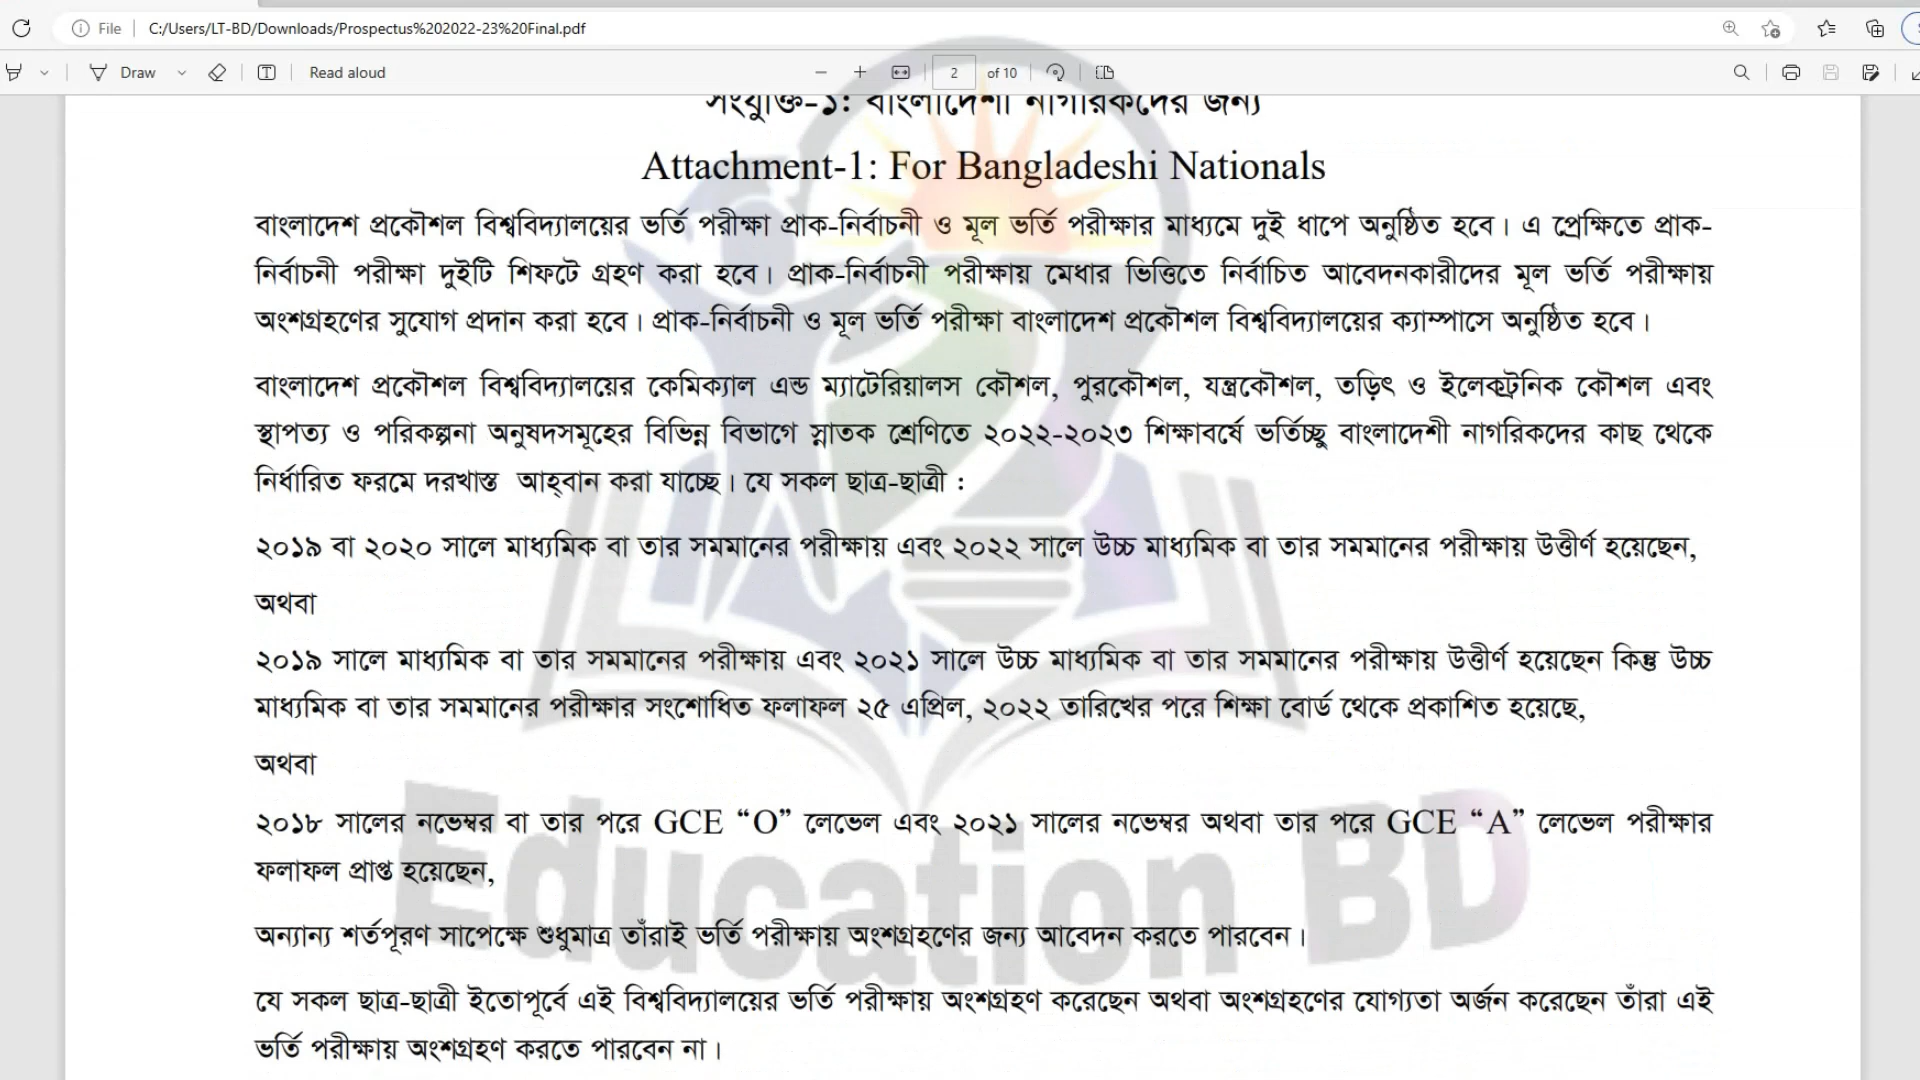 File C:/Users/LT-BD/Downloads/Prospectus%202022-23%20Final.pdf
Draw Read aloud 2 of 10
সংযুক্তি-১: বাংলাদেশী নাগরিকদের জন্য
Attachment-1: For Bangladeshi Nationals
বাংলাদেশ প্রকৌশল বিশ্ববিদ্যালয়ের ভর্তি পরীক্ষা প্রাক-নির্বাচনী ও মূল ভর্তি পরীক্ষার মাধ্যমে দুই ধাপে অনুষ্ঠিত হবে। এ প্রেক্ষিতে প্রাক-
নির্বাচনী পরীক্ষা দুইটি শিফটে গ্রহণ করা হবে। প্রাক-নির্বাচনী পরীক্ষায় মেধার ভিত্তিতে নির্বাচিত আবেদনকারীদের মূল ভর্তি পরীক্ষায়
অংশগ্রহণের সুযোগ প্রদান করা হবে। প্রাক-নির্বাচনী ও মূল ভর্তি পরীক্ষা বাংলাদেশ প্রকৌশল বিশ্ববিদ্যালয়ের ক্যাম্পাসে অনুষ্ঠিত হবে।
বাংলাদেশ প্রকৌশল বিশ্ববিদ্যালয়ের কেমিক্যাল এন্ড ম্যাটেরিয়ালস কৌশল, পুরকৌশল, যন্ত্রকৌশল, তড়িৎ ও ইলেকট্রনিক কৌশল এবং
স্থাপত্য ও পরিকল্পনা অনুষদসমূহের বিভিন্ন বিভাগে স্নাতক শ্রেণিতে ২০২২-২০২৩ শিক্ষাবর্ষে ভর্তিচ্ছু বাংলাদেশী নাগরিকদের কাছ থেকে
নির্ধারিত ফরমে দরখাস্ত আহ্বান করা যাচ্ছে। যে সকল ছাত্র-ছাত্রী :
২০১৯ বা ২০২০ সালে মাধ্যমিক বা তার সমমানের পরীক্ষায় এবং ২০২২ সালে উচ্চ মাধ্যমিক বা তার সমমানের পরীক্ষায় উত্তীর্ণ হয়েছেন,
অথবা
২০১৯ সালে মাধ্যমিক বা তার সমমানের পরীক্ষায় এবং ২০২১ সালে উচ্চ মাধ্যমিক বা তার সমমানের পরীক্ষায় উত্তীর্ণ হয়েছেন কিন্তু উচ্চ
মাধ্যমিক বা তার সমমানের পরীক্ষার সংশোধিত ফলাফল ২৫ এপ্রিল, ২০২২ তারিখের পরে শিক্ষা বোর্ড থেকে প্রকাশিত হয়েছে,
অথবা
২০১৮ সালের নভেম্বর বা তার পরে GCE “O” লেভেল এবং ২০২১ সালের নভেম্বর অথবা তার পরে GCE “A” লেভেল পরীক্ষার
ফলাফল প্রাপ্ত হয়েছেন,
Education BD
অন্যান্য শর্তপূরণ সাপেক্ষে শুধুমাত্র তাঁরাই ভর্তি পরীক্ষায় অংশগ্রহণের জন্য আবেদন করতে পারবেন।
যে সকল ছাত্র-ছাত্রী ইতোপূর্বে এই বিশ্ববিদ্যালয়ের ভর্তি পরীক্ষায় অংশগ্রহণ করেছেন অথবা অংশগ্রহণের যোগ্যতা অর্জন করেছেন তাঁরা এই
ভর্তি পরীক্ষায় অংশগ্রহণ করতে পারবেন না।